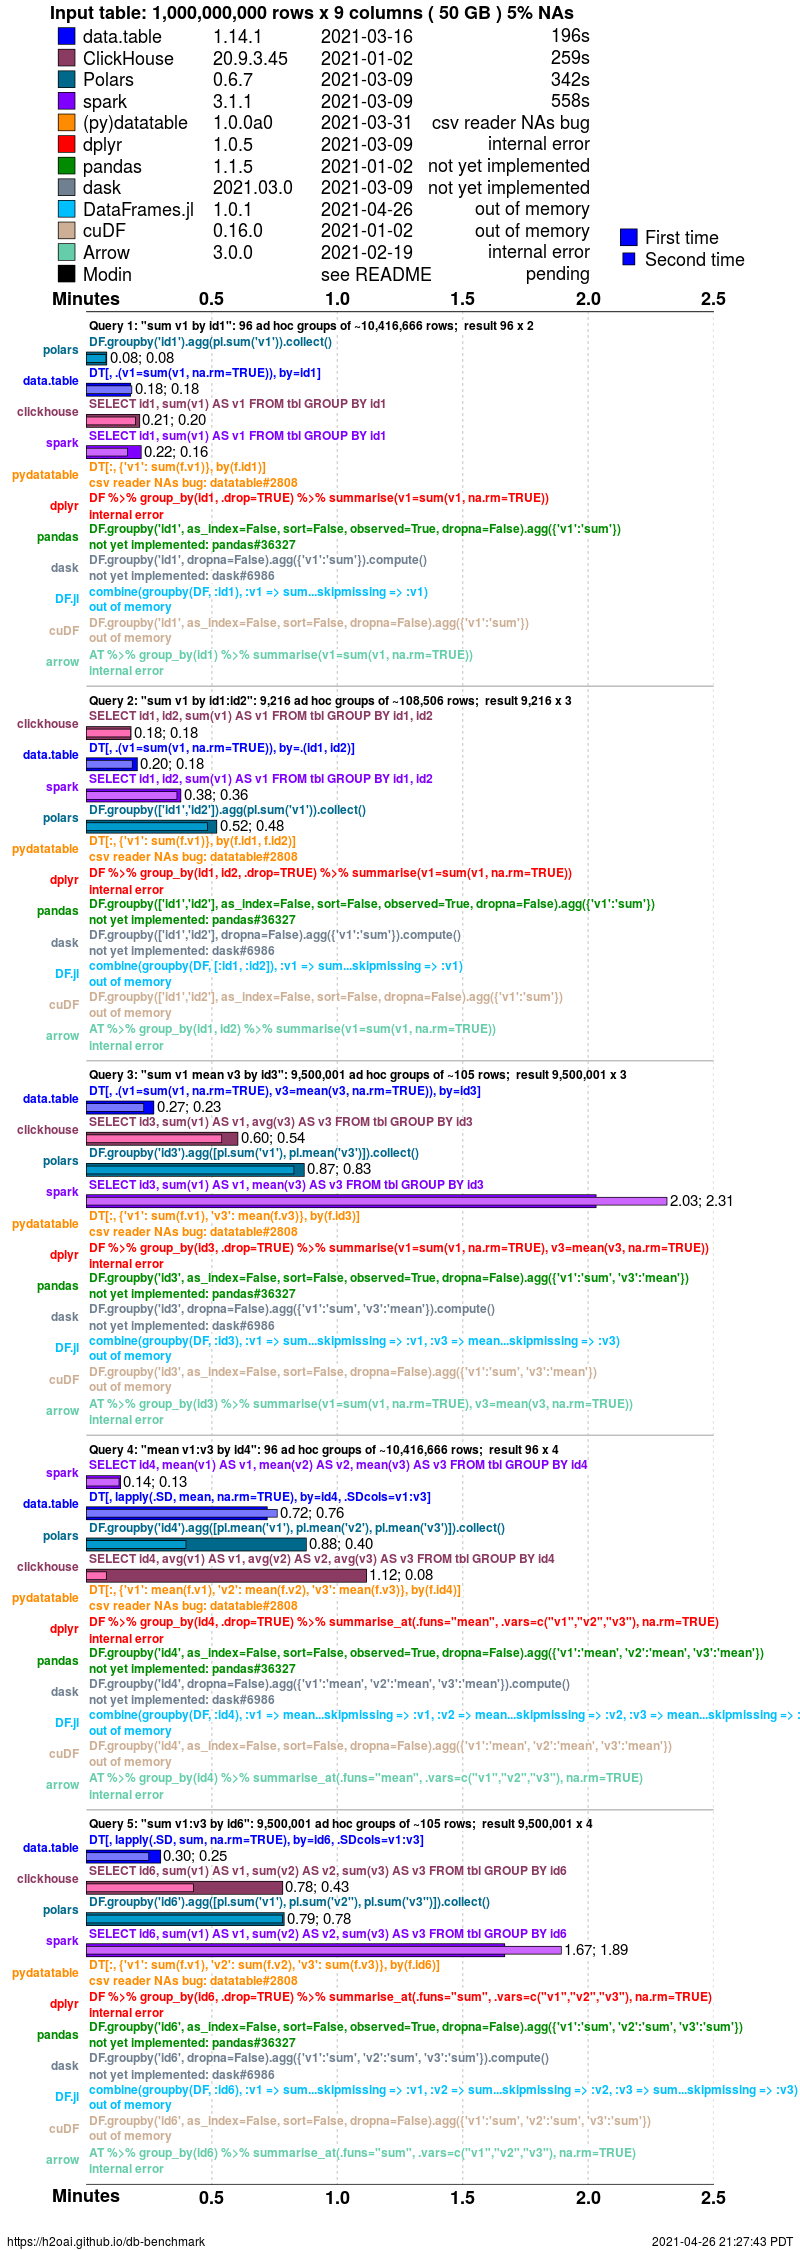 Input table: 1,000,000,000 rows x 9 columns ( 50 GB ) 5% NAs
data.table 1.14.1 2021-03-16 196s
ClickHouse 20.9.3.45 2021-01-02 259s
Polars 0.6.7 2021-03-09 342s
spark 3.1.1 2021-03-09 558s
(py)datatable 1.0.0a0 2021-03-31 csv reader NAs bug
dplyr 1.0.5 2021-03-09 internal error
pandas 1.1.5 2021-01-02 not yet implemented
dask 2021.03.0 2021-03-09 not yet implemented
DataFrames.jl 1.0.1 2021-04-26 out of memory
cuDF 0.16.0 2021-01-02 out of memory
Arrow 3.0.0 2021-02-19 internal error
Modin see README pending
First time
Second time
Minutes 0.5 1.0 1.5 2.0 2.5
Query 1: "sum v1 by id1": 96 ad hoc groups of ~10,416,666 rows; result 96 x 2
polars DF.groupby('id1').agg(pl.sum('v1')).collect()
0.08; 0.08
data.table DT[, .(v1=sum(v1, na.rm=TRUE)), by=id1]
0.18; 0.18
clickhouse SELECT id1, sum(v1) AS v1 FROM tbl GROUP BY id1
0.21; 0.20
spark SELECT id1, sum(v1) AS v1 FROM tbl GROUP BY id1
0.22; 0.16
pydatatable DT[:, {'v1': sum(f.v1)}, by(f.id1)]
csv reader NAs bug: datatable#2808
dplyr DF %>% group_by(id1, .drop=TRUE) %>% summarise(v1=sum(v1, na.rm=TRUE))
internal error
pandas DF.groupby('id1', as_index=False, sort=False, observed=True, dropna=False).agg({'v1':'sum'})
not yet implemented: pandas#36327
dask DF.groupby('id1', dropna=False).agg({'v1':'sum'}).compute()
not yet implemented: dask#6986
DF.jl combine(groupby(DF, :id1), :v1 => sum...skipmissing => :v1)
out of memory
cuDF DF.groupby('id1', as_index=False, sort=False, dropna=False).agg({'v1':'sum'})
out of memory
arrow AT %>% group_by(id1) %>% summarise(v1=sum(v1, na.rm=TRUE))
internal error
Query 2: "sum v1 by id1:id2": 9,216 ad hoc groups of ~108,506 rows; result 9,216 x 3
clickhouse SELECT id1, id2, sum(v1) AS v1 FROM tbl GROUP BY id1, id2
0.18; 0.18
data.table DT[, .(v1=sum(v1, na.rm=TRUE)), by=.(id1, id2)]
0.20; 0.18
spark SELECT id1, id2, sum(v1) AS v1 FROM tbl GROUP BY id1, id2
0.38; 0.36
polars DF.groupby(['id1','id2']).agg(pl.sum('v1')).collect()
0.52; 0.48
pydatatable DT[:, {'v1': sum(f.v1)}, by(f.id1, f.id2)]
csv reader NAs bug: datatable#2808
dplyr DF %>% group_by(id1, id2, .drop=TRUE) %>% summarise(v1=sum(v1, na.rm=TRUE))
internal error
pandas DF.groupby(['id1','id2'], as_index=False, sort=False, observed=True, dropna=False).agg({'v1':'sum'})
not yet implemented: pandas#36327
dask DF.groupby(['id1','id2'], dropna=False).agg({'v1':'sum'}).compute()
not yet implemented: dask#6986
DF.jl combine(groupby(DF, [:id1, :id2]), :v1 => sum...skipmissing => :v1)
out of memory
cuDF DF.groupby(['id1','id2'], as_index=False, sort=False, dropna=False).agg({'v1':'sum'})
out of memory
arrow AT %>% group_by(id1, id2) %>% summarise(v1=sum(v1, na.rm=TRUE))
internal error
Query 3: "sum v1 mean v3 by id3": 9,500,001 ad hoc groups of ~105 rows; result 9,500,001 x 3
data.table DT[, .(v1=sum(v1, na.rm=TRUE), v3=mean(v3, na.rm=TRUE)), by=id3]
0.27; 0.23
clickhouse SELECT id3, sum(v1) AS v1, avg(v3) AS v3 FROM tbl GROUP BY id3
0.60; 0.54
polars DF.groupby('id3').agg([pl.sum('v1'), pl.mean('v3')]).collect()
0.87; 0.83
spark SELECT id3, sum(v1) AS v1, mean(v3) AS v3 FROM tbl GROUP BY id3
2.03; 2.31
pydatatable DT[:, {'v1': sum(f.v1), 'v3': mean(f.v3)}, by(f.id3)]
csv reader NAs bug: datatable#2808
dplyr DF %>% group_by(id3, .drop=TRUE) %>% summarise(v1=sum(v1, na.rm=TRUE), v3=mean(v3, na.rm=TRUE))
internal error
pandas DF.groupby('id3', as_index=False, sort=False, observed=True, dropna=False).agg({'v1':'sum', 'v3':'mean'})
not yet implemented: pandas#36327
dask DF.groupby('id3', dropna=False).agg({'v1':'sum', 'v3':'mean'}).compute()
not yet implemented: dask#6986
DF.jl combine(groupby(DF, :id3), :v1 => sum...skipmissing => :v1, :v3 => mean...skipmissing => :v3)
out of memory
cuDF DF.groupby('id3', as_index=False, sort=False, dropna=False).agg({'v1':'sum', 'v3':'mean'})
out of memory
arrow AT %>% group_by(id3) %>% summarise(v1=sum(v1, na.rm=TRUE), v3=mean(v3, na.rm=TRUE))
internal error
Query 4: "mean v1:v3 by id4": 96 ad hoc groups of ~10,416,666 rows; result 96 x 4
spark SELECT id4, mean(v1) AS v1, mean(v2) AS v2, mean(v3) AS v3 FROM tbl GROUP BY id4
0.14; 0.13
data.table DT[, lapply(.SD, mean, na.rm=TRUE), by=id4, .SDcols=v1:v3]
0.72; 0.76
polars DF.groupby('id4').agg([pl.mean('v1'), pl.mean('v2'), pl.mean('v3')]).collect()
0.88; 0.40
clickhouse SELECT id4, avg(v1) AS v1, avg(v2) AS v2, avg(v3) AS v3 FROM tbl GROUP BY id4
1.12; 0.08
pydatatable DT[:, {'v1': mean(f.v1), 'v2': mean(f.v2), 'v3': mean(f.v3)}, by(f.id4)]
csv reader NAs bug: datatable#2808
dplyr DF %>% group_by(id4, .drop=TRUE) %>% summarise_at(.funs="mean", .vars=c("v1","v2","v3"), na.rm=TRUE)
internal error
pandas DF.groupby('id4', as_index=False, sort=False, observed=True, dropna=False).agg({'v1':'mean', 'v2':'mean', 'v3':'mean'})
not yet implemented: pandas#36327
dask DF.groupby('id4', dropna=False).agg({'v1':'mean', 'v2':'mean', 'v3':'mean'}).compute()
not yet implemented: dask#6986
DF.jl combine(groupby(DF, :id4), :v1 => mean...skipmissing => :v1, :v2 => mean...skipmissing => :v2, :v3 => mean...skipmissing => :
out of memory
cuDF DF.groupby('id4', as_index=False, sort=False, dropna=False).agg({'v1':'mean', 'v2':'mean', 'v3':'mean'})
out of memory
arrow AT %>% group_by(id4) %>% summarise_at(.funs="mean", .vars=c("v1","v2","v3"), na.rm=TRUE)
internal error
Query 5: "sum v1:v3 by id6": 9,500,001 ad hoc groups of ~105 rows; result 9,500,001 x 4
data.table DT[, lapply(.SD, sum, na.rm=TRUE), by=id6, .SDcols=v1:v3]
0.30; 0.25
clickhouse SELECT id6, sum(v1) AS v1, sum(v2) AS v2, sum(v3) AS v3 FROM tbl GROUP BY id6
0.78; 0.43
polars DF.groupby('id6').agg([pl.sum('v1'), pl.sum('v2"), pl.sum('v3")]).collect()
0.79; 0.78
spark SELECT id6, sum(v1) AS v1, sum(v2) AS v2, sum(v3) AS v3 FROM tbl GROUP BY id6
1.67; 1.89
pydatatable DT[:, {'v1': sum(f.v1), 'v2': sum(f.v2), 'v3': sum(f.v3)}, by(f.id6)]
csv reader NAs bug: datatable#2808
dplyr DF %>% group_by(id6, .drop=TRUE) %>% summarise_at(.funs="sum", .vars=c("v1","v2","v3"), na.rm=TRUE)
internal error
pandas DF.groupby('id6', as_index=False, sort=False, observed=True, dropna=False).agg({'v1':'sum', 'v2':'sum', 'v3':'sum'})
not yet implemented: pandas#36327
dask DF.groupby('id6', dropna=False).agg({'v1':'sum', 'v2':'sum', 'v3':'sum'}).compute()
not yet implemented: dask#6986
DF.jl combine(groupby(DF, :id6), :v1 => sum...skipmissing => :v1, :v2 => sum...skipmissing => :v2, :v3 => sum...skipmissing => :v3)
out of memory
cuDF DF.groupby('id6', as_index=False, sort=False, dropna=False).agg({'v1':'sum', 'v2':'sum', 'v3':'sum'})
out of memory
arrow AT %>% group_by(id6) %>% summarise_at(.funs="sum", .vars=c("v1","v2","v3"), na.rm=TRUE)
internal error
Minutes 0.5 1.0 1.5 2.0 2.5
https://h2oai.github.io/db-benchmark 2021-04-26 21:27:43 PDT